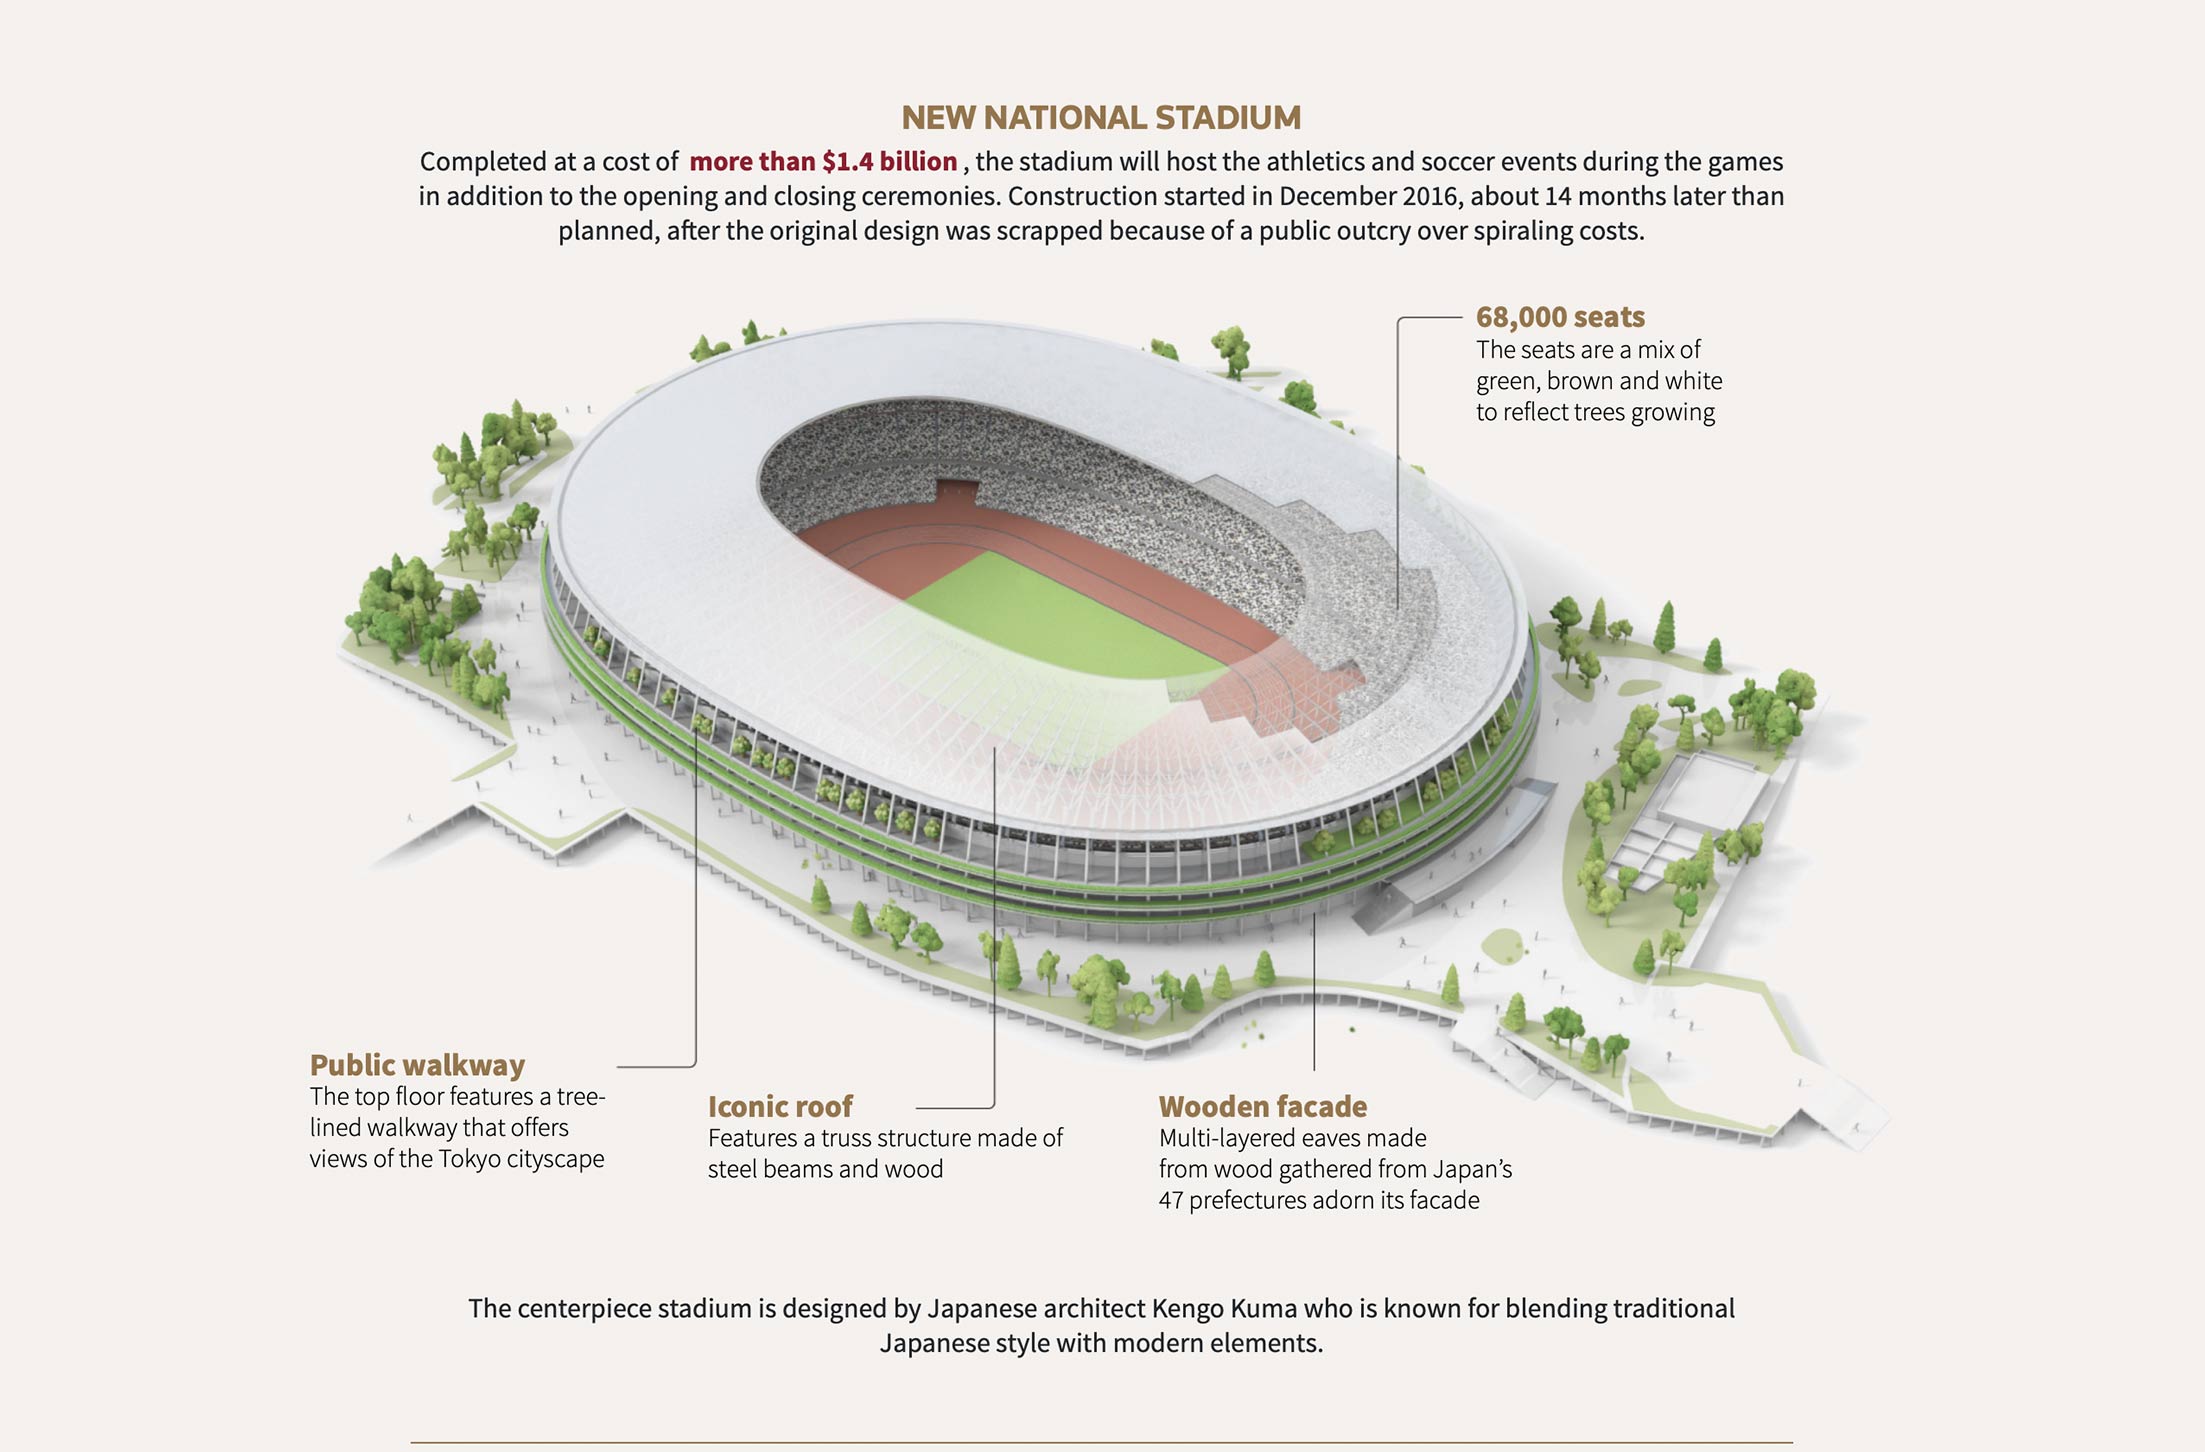 NEW NATIONAL STADIUM
Completed at a cost of more than $1.4 billion , the stadium will host the athletics and soccer events during the games
in addition to the opening and closing ceremonies. Construction started in December 2016, about 14 months later than
planned, after the original design was scrapped because of a public outcry over spiraling costs.
68,000 seats
The seats are a mix of
green, brown and white
to reflect trees growing
Public walkway
The top floor features a tree-
lined walkway that offers
views of the Tokyo cityscape
Iconic roof
Features a truss structure made of
steel beams and wood
Wooden facade
Multi-layered eaves made
from wood gathered from Japan’s
47 prefectures adorn its facade
The centerpiece stadium is designed by Japanese architect Kengo Kuma who is known for blending traditional
Japanese style with modern elements.